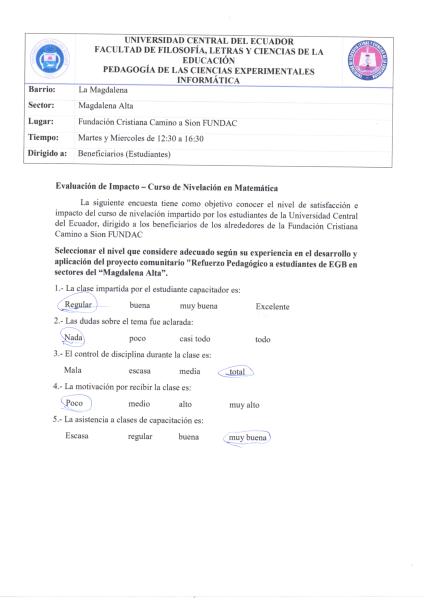 UNIVERSIDAD CENTRAL DEL ECUADOR
FACULTAD DE FILOSOFÍA, LETRAS Y CIENCIAS DE LA
EDUCACIÓN
PEDAGOGÍA DE LAS CIENCIAS EXPERIMENTALES
INFORMÁTICA
Barrio: La Magdalena
Sector: Magdalena Alta
Lugar: Fundación Cristiana Camino a Sion FUNDAC
Tiempo: Martes y Miercoles de 12:30 a 16:30
Dirigido a: Beneficiarios (Estudiantes)
Evaluación de Impacto – Curso de Nivelación en Matemática
La siguiente encuesta tiene como objetivo conocer el nivel de satisfacción e
impacto del curso de nivelación impartido por los estudiantes de la Universidad Central
del Ecuador, dirigido a los beneficiarios de los alrededores de la Fundación Cristiana
Camino a Sion FUNDAC
Seleccionar el nivel que considere adecuado según su experiencia en el desarrollo y
aplicación del proyecto comunitario "Refuerzo Pedagógico a estudiantes de EGB en
sectores del “Magdalena Alta”.
1.- La clase impartida por el estudiante capacitador es:
Regular buena muy buena Excelente
2.- Las dudas sobre el tema fue aclarada:
Nada poco casi todo todo
3.- El control de disciplina durante la clase es:
Mala escasa media total
4.- La motivación por recibir la clase es:
Poco medio alto muy alto
5.- La asistencia a clases de capacitación es:
Escasa regular buena muy buena